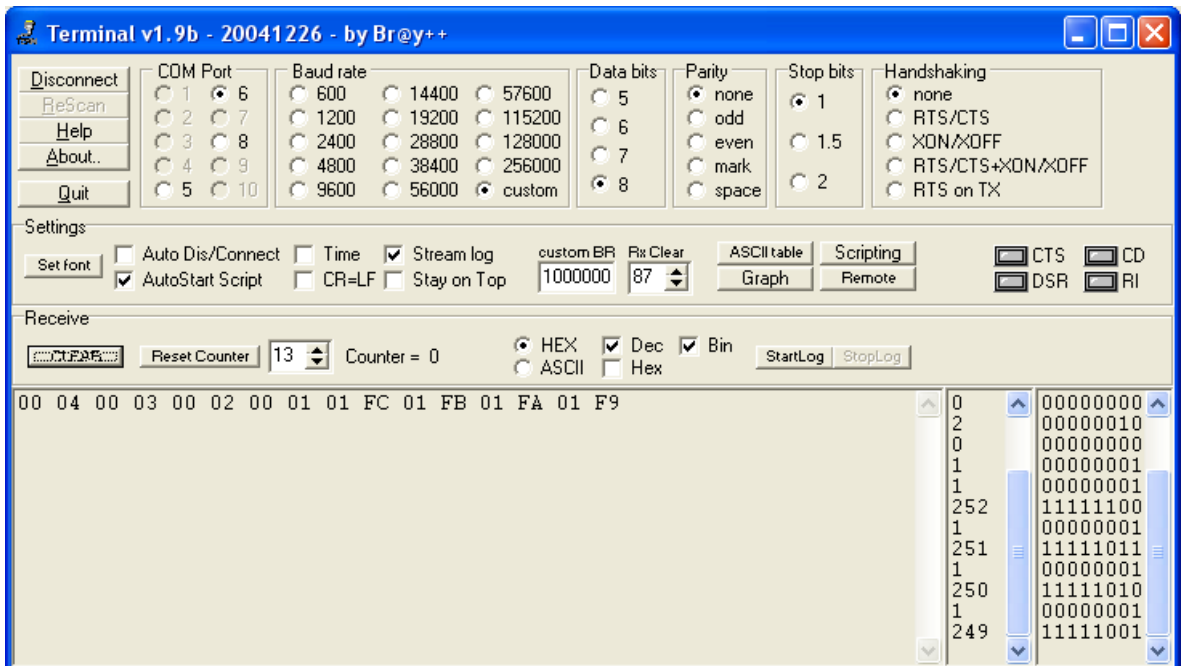 Terminal v1.9b - 20041226 - by Br@y++
Disconnect
ReScan
Help
About..
Quit
COM Port
1 6
2 7
3 8
4 9
5 10
Baud rate
600 14400 57600
1200 19200 115200
2400 28800 128000
4800 38400 256000
9600 56000 custom
Data bits
5
6
7
8
Parity
none
odd
even
mark
space
Stop bits
1
1.5
2
Handshaking
none
RTS/CTS
XON/XOFF
RTS/CTS+XON/XOFF
RTS on TX
Settings
Set font
Auto Dis/Connect Time Stream log
AutoStart Script CR=LF Stay on Top
custom BR Rx Clear
1000000 87
ASCII table Scripting
Graph Remote
CTS CD
DSR RI
Receive
CLEAR Reset Counter 13 Counter = 0
HEX Dec Bin
ASCII Hex
StartLog StopLog
00 04 00 03 00 02 00 01 01 FC 01 FB 01 FA 01 F9
0 00000000
2 00000010
0 00000000
1 00000001
1 00000001
252 11111100
1 00000001
251 11111011
1 00000001
250 11111010
1 00000001
249 11111001